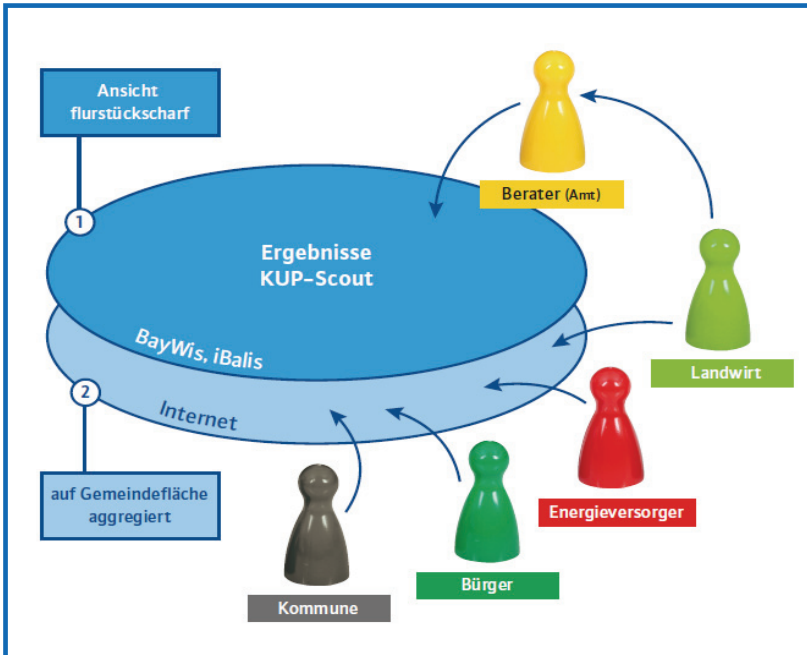 Ansicht
flurstückscharf
1
Berater (Amt)
Ergebnisse
KUP-Scout
BayWis, iBalis
Landwirt
2
Internet
auf Gemeindefläche
aggregiert
Energieversorger
Bürger
Kommune